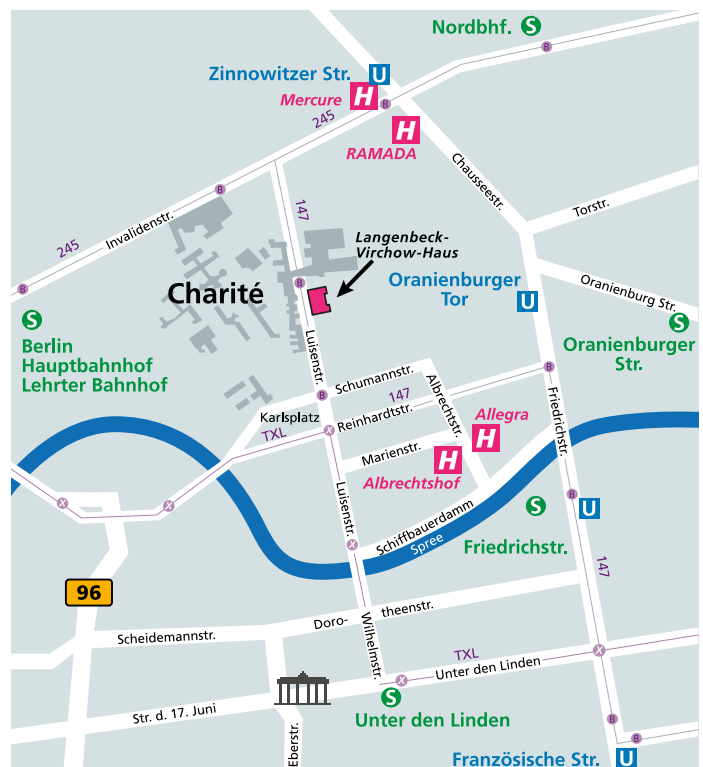 Nordbhf. S
Zinnowitzer Str. U
Mercure H
B
B
245
H
RAMADA
Chausseestr.
B
147
Torstr.
Invalidenstr.
245
Langenbeck-
Virchow-Haus
B
B
Charité
Oranienburger
Tor
U
Oranienburg Str.
S
S
Berlin
Hauptbahnhof
Lehrter Bahnhof
Oranienburger
Str.
Luisenstr.
Schumannstr.
B
147
Albrechtstr.
B
Friedrichstr.
Karlsplatz
Reinhardtstr.
Allegra
TXL
X
H
Marienstr.
H
Albrechtshof
Luisenstr.
X
X
B
S
U
Schiffbauerdamm
Spree
X
Friedrichstr.
147
96
Wilhelmstr.
Doro-
theenstr.
Scheidemannstr.
TXL
X
Unter den Linden
X
S
Str. d. 17. Juni
Unter den Linden
B
B
Eberstr.
Französische Str. U